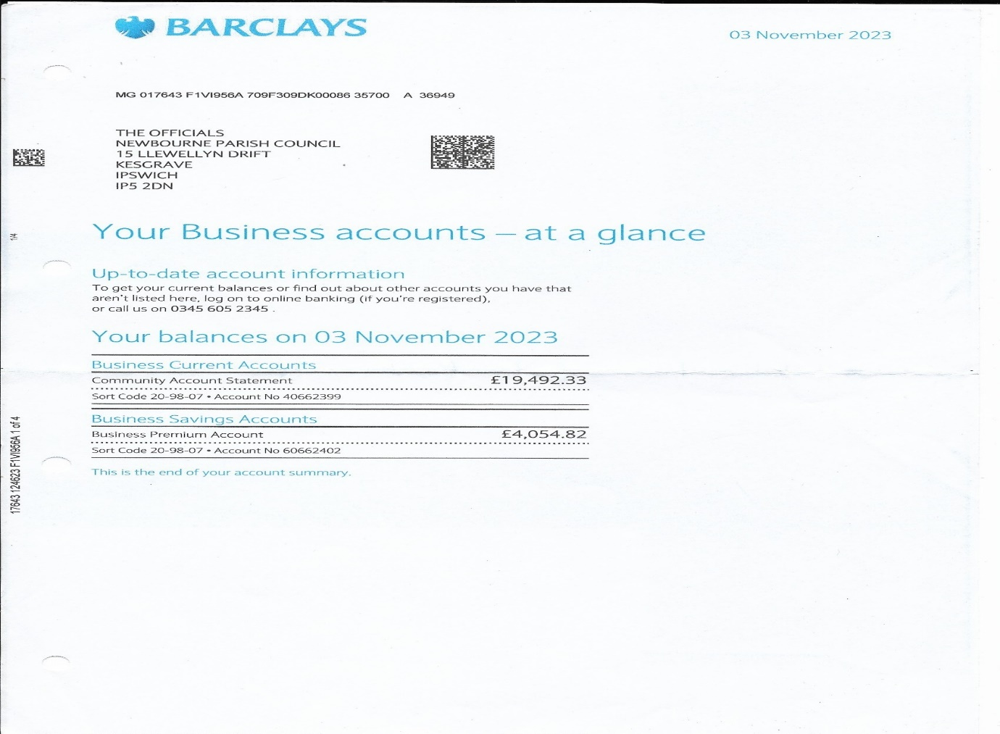 BARCLAYS
03 November 2023
MG 017643 F1VI956A 709F309DK00086 35700 A 36949
THE OFFICIALS
NEWBOURNE PARISH COUNCIL
15 LLEWELLYN DRIFT
KESGRAVE
IPSWICH
IP5 2DN
1/4
Your Business accounts – at a glance
Up-to-date account information
To get your current balances or find out about other accounts you have that
aren't listed here, log on to online banking (if you're registered),
or call us on 0345 605 2345 .
Your balances on 03 November 2023
Business Current Accounts
Community Account Statement £19,492.33
Sort Code 20-98-07 • Account No 40662399
Business Savings Accounts
Business Premium Account £4,054.82
Sort Code 20-98-07 • Account No 60662402
This is the end of your account summary.
17643 124623 F1VI956A 1 of 4